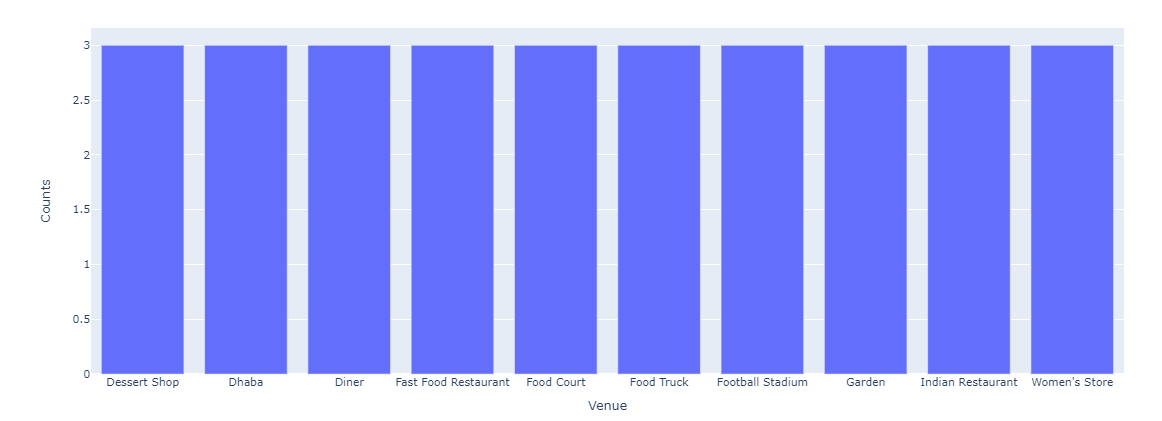 3
2.5
2
1.5
1
0.5
0
Counts
Dessert Shop Dhaba Diner Fast Food Restaurant Food Court Food Truck Football Stadium Garden Indian Restaurant Women's Store
Venue